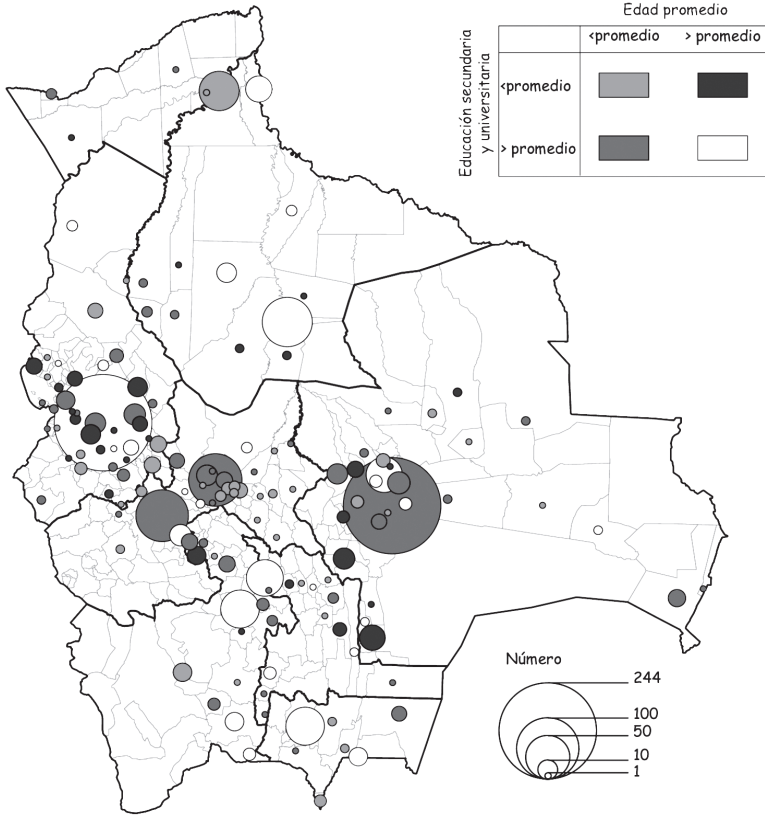 Edad promedio
<promedio > promedio
Educación secundaria
y universitaria
<promedio
> promedio
Número
244
100
50
10
1